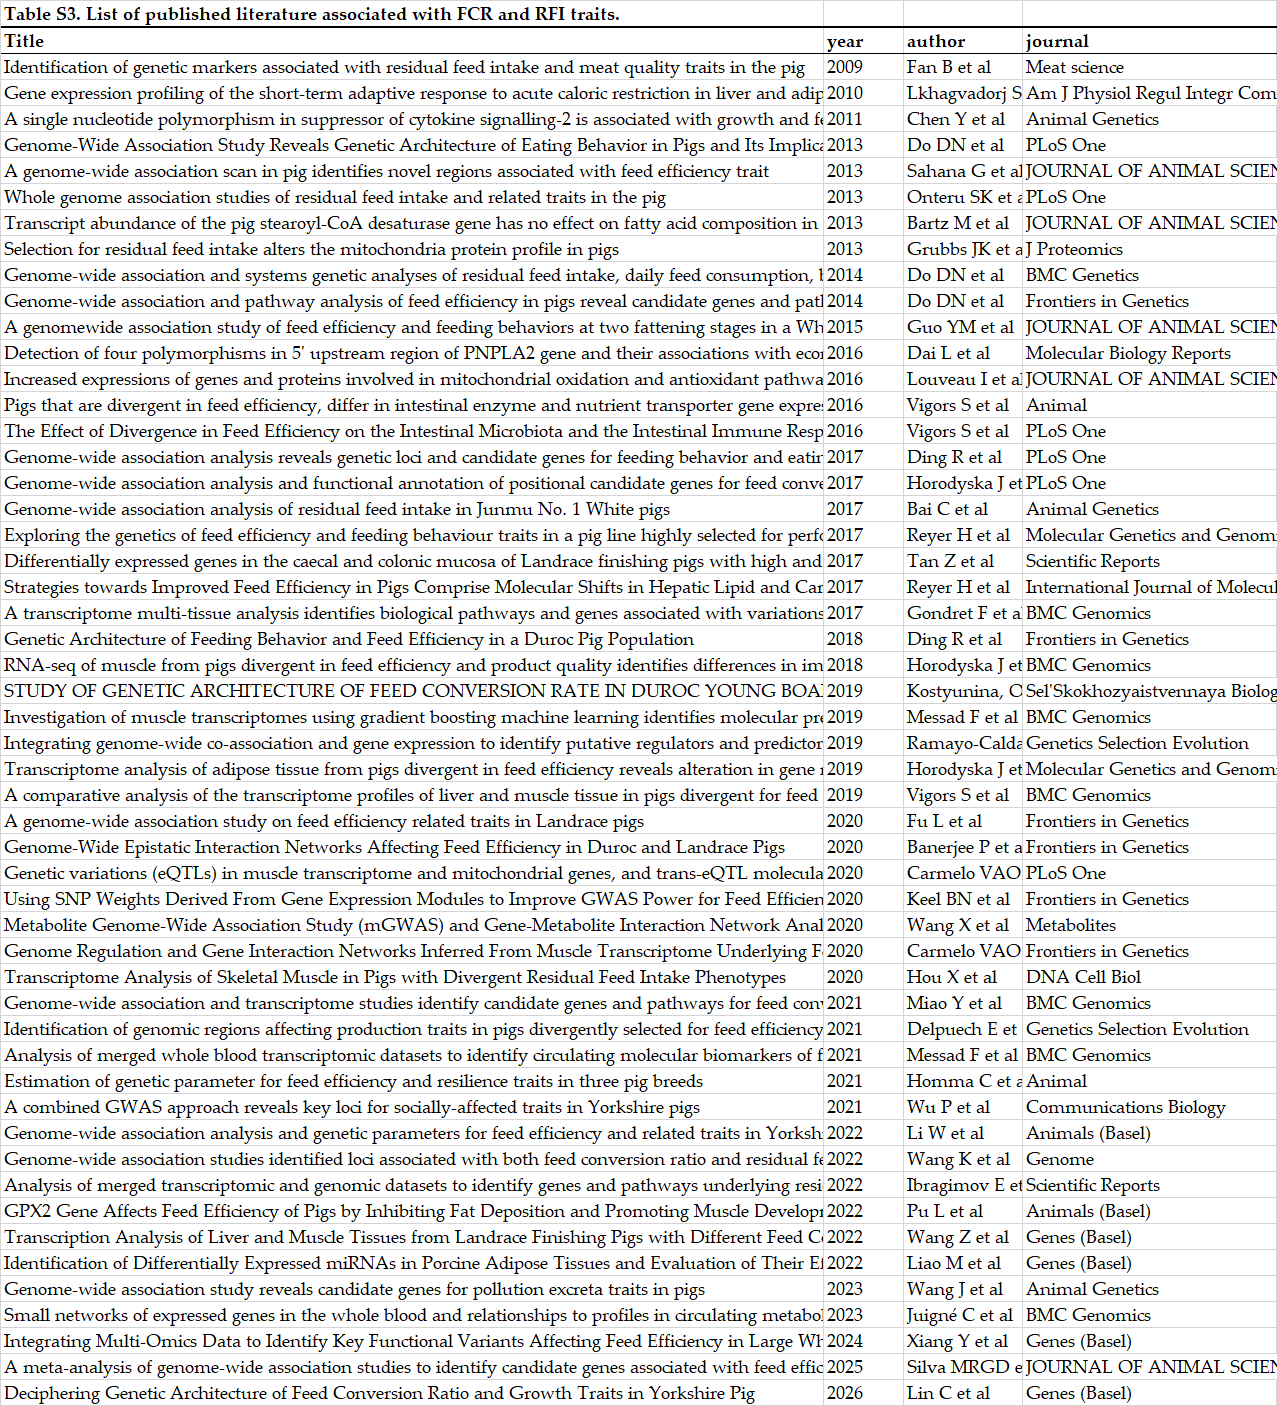 Table S3. List of published literature associated with FCR and RFI traits.
Title year author journal
Identification of genetic markers associated with residual feed intake and meat quality traits in the pig 2009 Fan B et al Meat science
Gene expression profiling of the short-term adaptive response to acute caloric restriction in liver and adip 2010 Lkhagvadorj S Am J Physiol Regul Integr Com
A single nucleotide polymorphism in suppressor of cytokine signalling-2 is associated with growth and fe 2011 Chen Y et al Animal Genetics
Genome-Wide Association Study Reveals Genetic Architecture of Eating Behavior in Pigs and Its Implica 2013 Do DN et al PLoS One
A genome-wide association scan in pig identifies novel regions associated with feed efficiency trait 2013 Sahana G et al JOURNAL OF ANIMAL SCIEN
Whole genome association studies of residual feed intake and related traits in the pig 2013 Onteru SK et a PLoS One
Transcript abundance of the pig stearoyl-CoA desaturase gene has no effect on fatty acid composition in 2013 Bartz M et al JOURNAL OF ANIMAL SCIEN
Selection for residual feed intake alters the mitochondria protein profile in pigs 2013 Grubbs JK et a J Proteomics
Genome-wide association and systems genetic analyses of residual feed intake, daily feed consumption, b 2014 Do DN et al BMC Genetics
Genome-wide association and pathway analysis of feed efficiency in pigs reveal candidate genes and path 2014 Do DN et al Frontiers in Genetics
A genomewide association study of feed efficiency and feeding behaviors at two fattening stages in a Wh 2015 Guo YM et al JOURNAL OF ANIMAL SCIEN
Detection of four polymorphisms in 5' upstream region of PNPLA2 gene and their associations with econ 2016 Dai L et al Molecular Biology Reports
Increased expressions of genes and proteins involved in mitochondrial oxidation and antioxidant pathwa 2016 Louveau I et al JOURNAL OF ANIMAL SCIEN
Pigs that are divergent in feed efficiency, differ in intestinal enzyme and nutrient transporter gene expres 2016 Vigors S et al Animal
The Effect of Divergence in Feed Efficiency on the Intestinal Microbiota and the Intestinal Immune Resp 2016 Vigors S et al PLoS One
Genome-wide association analysis reveals genetic loci and candidate genes for feeding behavior and eatin 2017 Ding R et al PLoS One
Genome-wide association analysis and functional annotation of positional candidate genes for feed conve 2017 Horodyska J et PLoS One
Genome-wide association analysis of residual feed intake in Junmu No. 1 White pigs 2017 Bai C et al Animal Genetics
Exploring the genetics of feed efficiency and feeding behaviour traits in a pig line highly selected for perfo 2017 Reyer H et al Molecular Genetics and Genom
Differentially expressed genes in the caecal and colonic mucosa of Landrace finishing pigs with high and 2017 Tan Z et al Scientific Reports
Strategies towards Improved Feed Efficiency in Pigs Comprise Molecular Shifts in Hepatic Lipid and Car 2017 Reyer H et al International Journal of Molecul
A transcriptome multi-tissue analysis identifies biological pathways and genes associated with variations 2017 Gondret F et al BMC Genomics
Genetic Architecture of Feeding Behavior and Feed Efficiency in a Duroc Pig Population 2018 Ding R et al Frontiers in Genetics
RNA-seq of muscle from pigs divergent in feed efficiency and product quality identifies differences in im 2018 Horodyska J et BMC Genomics
STUDY OF GENETIC ARCHITECTURE OF FEED CONVERSION RATE IN DUROC YOUNG BOA 2019 Kostyunina, O Sel'Skokhozyaistvennaya Biolog
Investigation of muscle transcriptomes using gradient boosting machine learning identifies molecular pre 2019 Messad F et al BMC Genomics
Integrating genome-wide co-association and gene expression to identify putative regulators and predictor 2019 Ramayo-Calda Genetics Selection Evolution
Transcriptome analysis of adipose tissue from pigs divergent in feed efficiency reveals alteration in gene 2019 Horodyska J et Molecular Genetics and Genom
A comparative analysis of the transcriptome profiles of liver and muscle tissue in pigs divergent for feed 2019 Vigors S et al BMC Genomics
A genome-wide association study on feed efficiency related traits in Landrace pigs 2020 Fu L et al Frontiers in Genetics
Genome-Wide Epistatic Interaction Networks Affecting Feed Efficiency in Duroc and Landrace Pigs 2020 Banerjee P et a Frontiers in Genetics
Genetic variations (eQTLs) in muscle transcriptome and mitochondrial genes, and trans-eQTL molecula 2020 Carmelo VAO PLoS One
Using SNP Weights Derived From Gene Expression Modules to Improve GWAS Power for Feed Efficien 2020 Keel BN et al Frontiers in Genetics
Metabolite Genome-Wide Association Study (mGWAS) and Gene-Metabolite Interaction Network Anal 2020 Wang X et al Metabolites
Genome Regulation and Gene Interaction Networks Inferred From Muscle Transcriptome Underlying F 2020 Carmelo VAO Frontiers in Genetics
Transcriptome Analysis of Skeletal Muscle in Pigs with Divergent Residual Feed Intake Phenotypes 2020 Hou X et al DNA Cell Biol
Genome-wide association and transcriptome studies identify candidate genes and pathways for feed conv 2021 Miao Y et al BMC Genomics
Identification of genomic regions affecting production traits in pigs divergently selected for feed efficiency 2021 Delpuech E et Genetics Selection Evolution
Analysis of merged whole blood transcriptomic datasets to identify circulating molecular biomarkers of f 2021 Messad F et al BMC Genomics
Estimation of genetic parameter for feed efficiency and resilience traits in three pig breeds 2021 Homma C et a Animal
A combined GWAS approach reveals key loci for socially-affected traits in Yorkshire pigs 2021 Wu P et al Communications Biology
Genome-wide association analysis and genetic parameters for feed efficiency and related traits in Yorksh 2022 Li W et al Animals (Basel)
Genome-wide association studies identified loci associated with both feed conversion ratio and residual fe 2022 Wang K et al Genome
Analysis of merged transcriptomic and genomic datasets to identify genes and pathways underlying resi 2022 Ibragimov E et Scientific Reports
GPX2 Gene Affects Feed Efficiency of Pigs by Inhibiting Fat Deposition and Promoting Muscle Develop 2022 Pu L et al Animals (Basel)
Transcription Analysis of Liver and Muscle Tissues from Landrace Finishing Pigs with Different Feed C 2022 Wang Z et al Genes (Basel)
Identification of Differentially Expressed miRNAs in Porcine Adipose Tissues and Evaluation of Their Ef 2022 Liao M et al Genes (Basel)
Genome-wide association study reveals candidate genes for pollution excreta traits in pigs 2023 Wang J et al Animal Genetics
Small networks of expressed genes in the whole blood and relationships to profiles in circulating metabol 2023 Juigné C et al BMC Genomics
Integrating Multi-Omics Data to Identify Key Functional Variants Affecting Feed Efficiency in Large Wh 2024 Xiang Y et al Genes (Basel)
A meta-analysis of genome-wide association studies to identify candidate genes associated with feed effic 2025 Silva MRGD e JOURNAL OF ANIMAL SCIEN
Deciphering Genetic Architecture of Feed Conversion Ratio and Growth Traits in Yorkshire Pig 2026 Lin C et al Genes (Basel)